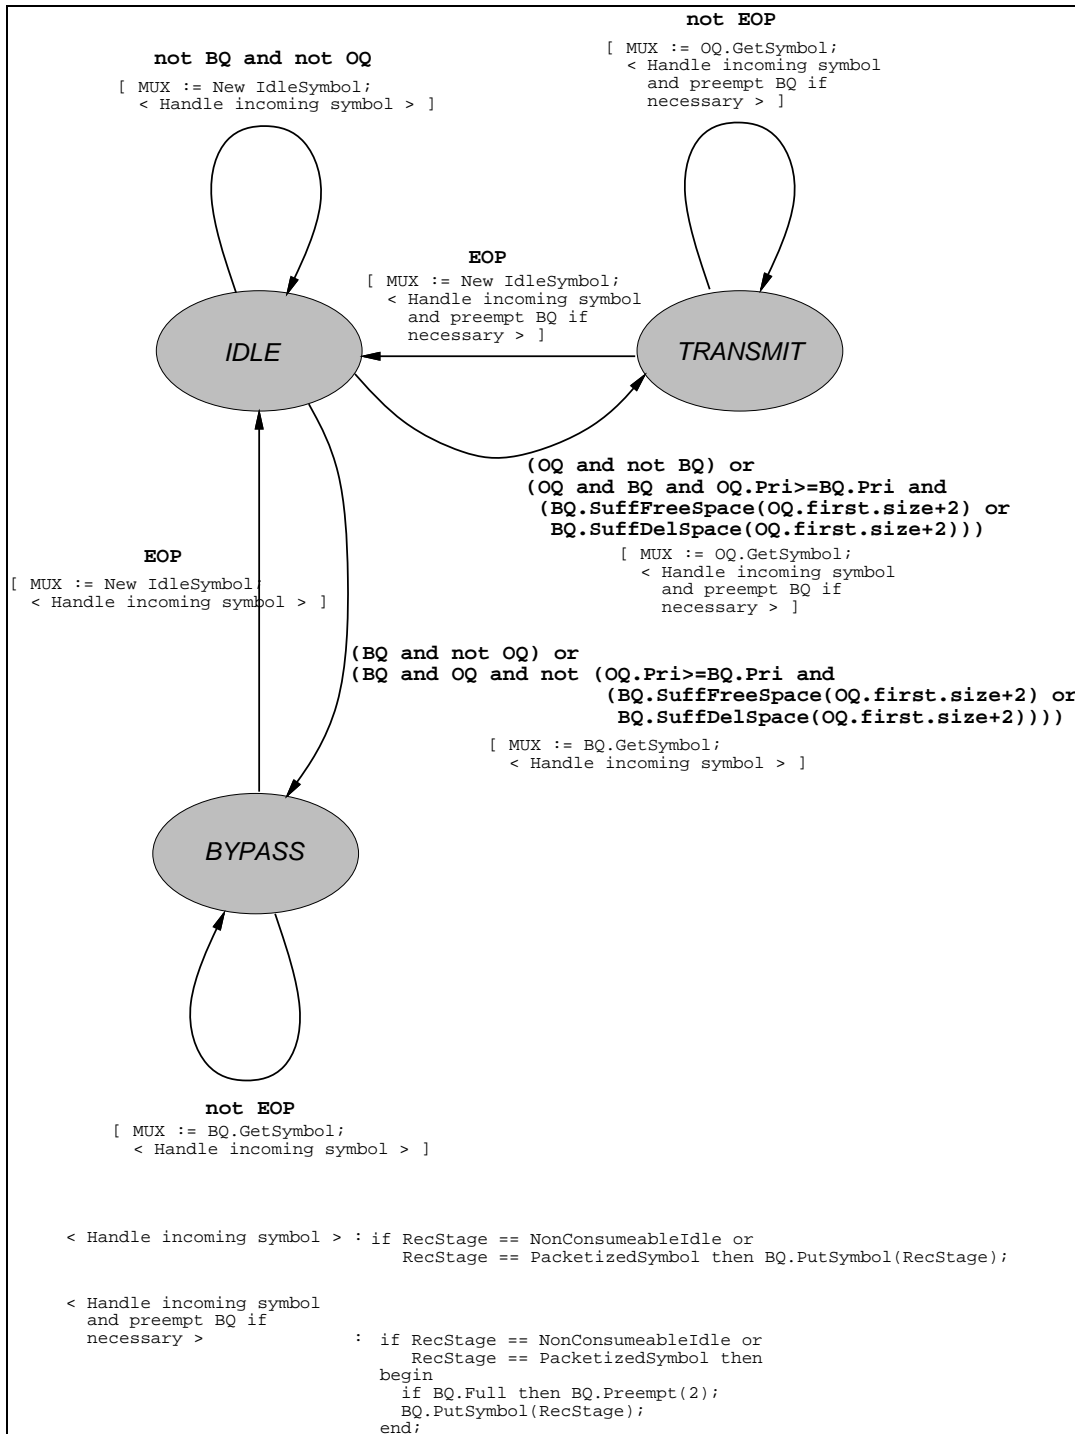 not EOP
[ MUX := OQ.GetSymbol;
< Handle incoming symbol
and preempt BQ if
necessary > ]
not BQ and not OQ
[ MUX := New IdleSymbol;
< Handle incoming symbol > ]
EOP
[ MUX := New IdleSymbol;
< Handle incoming symbol
and preempt BQ if
necessary > ]
IDLE
TRANSMIT
(OQ and not BQ) or
(OQ and BQ and OQ.Pri>=BQ.Pri and
(BQ.SuffFreeSpace(OQ.first.size+2) or
BQ.SuffDelSpace(OQ.first.size+2)))
[ MUX := OQ.GetSymbol;
< Handle incoming symbol
and preempt BQ if
necessary > ]
EOP
[ MUX := New IdleSymbol;
< Handle incoming symbol > ]
(BQ and not OQ) or
(BQ and OQ and not (OQ.Pri>=BQ.Pri and
(BQ.SuffFreeSpace(OQ.first.size+2) or
BQ.SuffDelSpace(OQ.first.size+2))))
[ MUX := BQ.GetSymbol;
< Handle incoming symbol > ]
BYPASS
not EOP
[ MUX := BQ.GetSymbol;
< Handle incoming symbol > ]
< Handle incoming symbol > : if RecStage == NonConsumeableIdle or
RecStage == PacketizedSymbol then BQ.PutSymbol(RecStage);
< Handle incoming symbol
and preempt BQ if
necessary > : if RecStage == NonConsumeableIdle or
RecStage == PacketizedSymbol then
begin
if BQ.Full then BQ.Preempt(2);
BQ.PutSymbol(RecStage);
end;